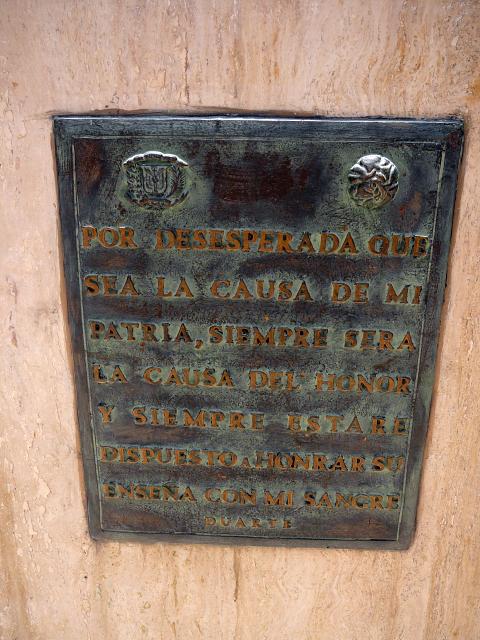 POR DESESPERADA QUE
SEA LA CAUSA DE MI
PATRIA, SIEMPRE SERA
LA CAUSA DEL HONOR
Y SIEMPRE ESTARE
DISPUESTO A HONRAR SU
ENSEÑA CON MI SANGRE
DUARTE